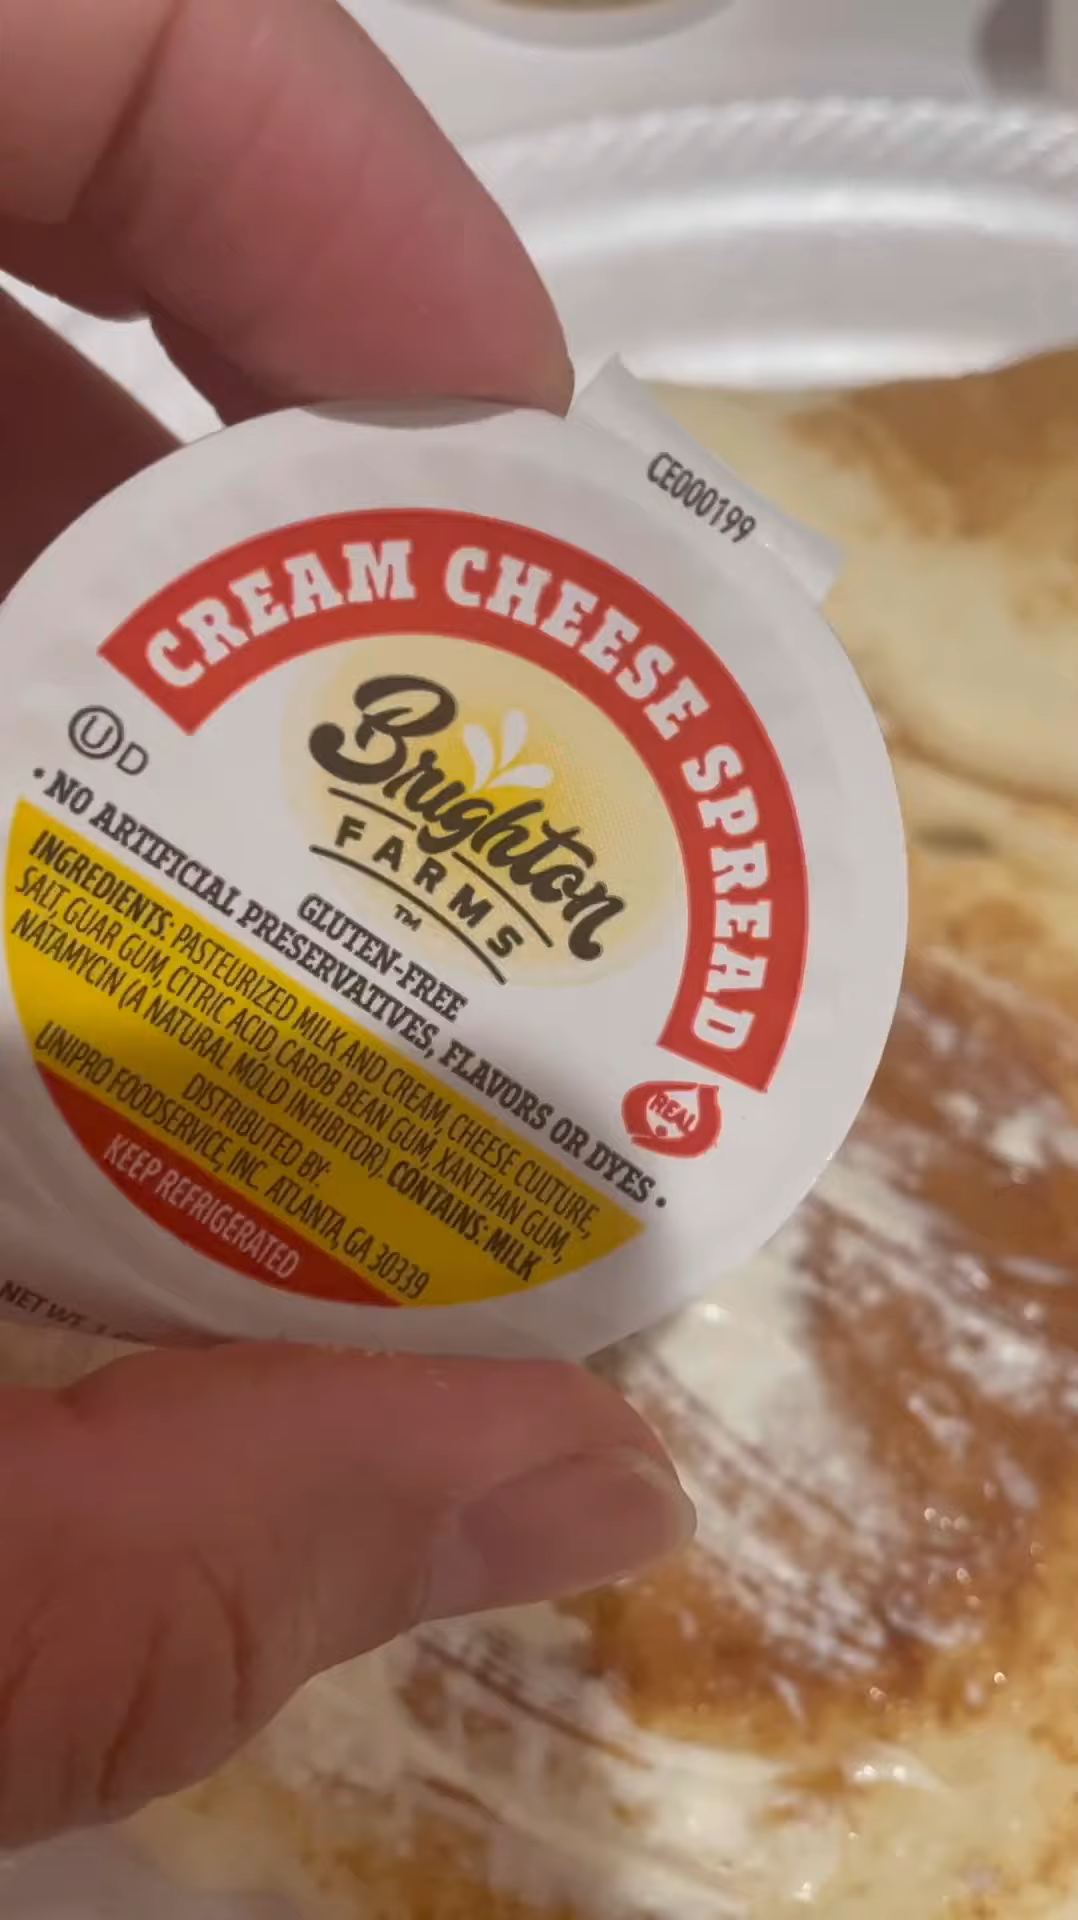 CE000199
CREAM CHEESE SPREAD
Brighton
FARMS
TM
UD
GLUTEN-FREE
• NO ARTIFICIAL PRESERVATIVES, FLAVORS OR DYES •
REAL
INGREDIENTS: PASTEURIZED MILK AND CREAM, CHEESE CULTURE,
SALT, GUAR GUM, CITRIC ACID, CAROB BEAN GUM, XANTHAN GUM,
NATAMYCIN (A NATURAL MOLD INHIBITOR). CONTAINS: MILK
DISTRIBUTED BY:
UNIPRO FOODSERVICE, INC. ATLANTA, GA 30339
KEEP REFRIGERATED
NET WT.